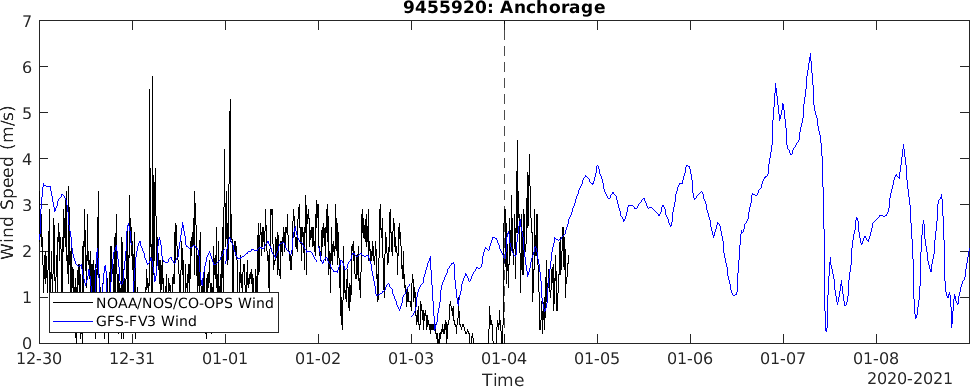 9455920: Anchorage
7
6
5
4
3
2
1
0
Wind Speed (m/s)
NOAA/NOS/CO-OPS Wind
GFS-FV3 Wind
12-30 12-31 01-01 01-02 01-03 01-04 01-05 01-06 01-07 01-08
Time
2020-2021